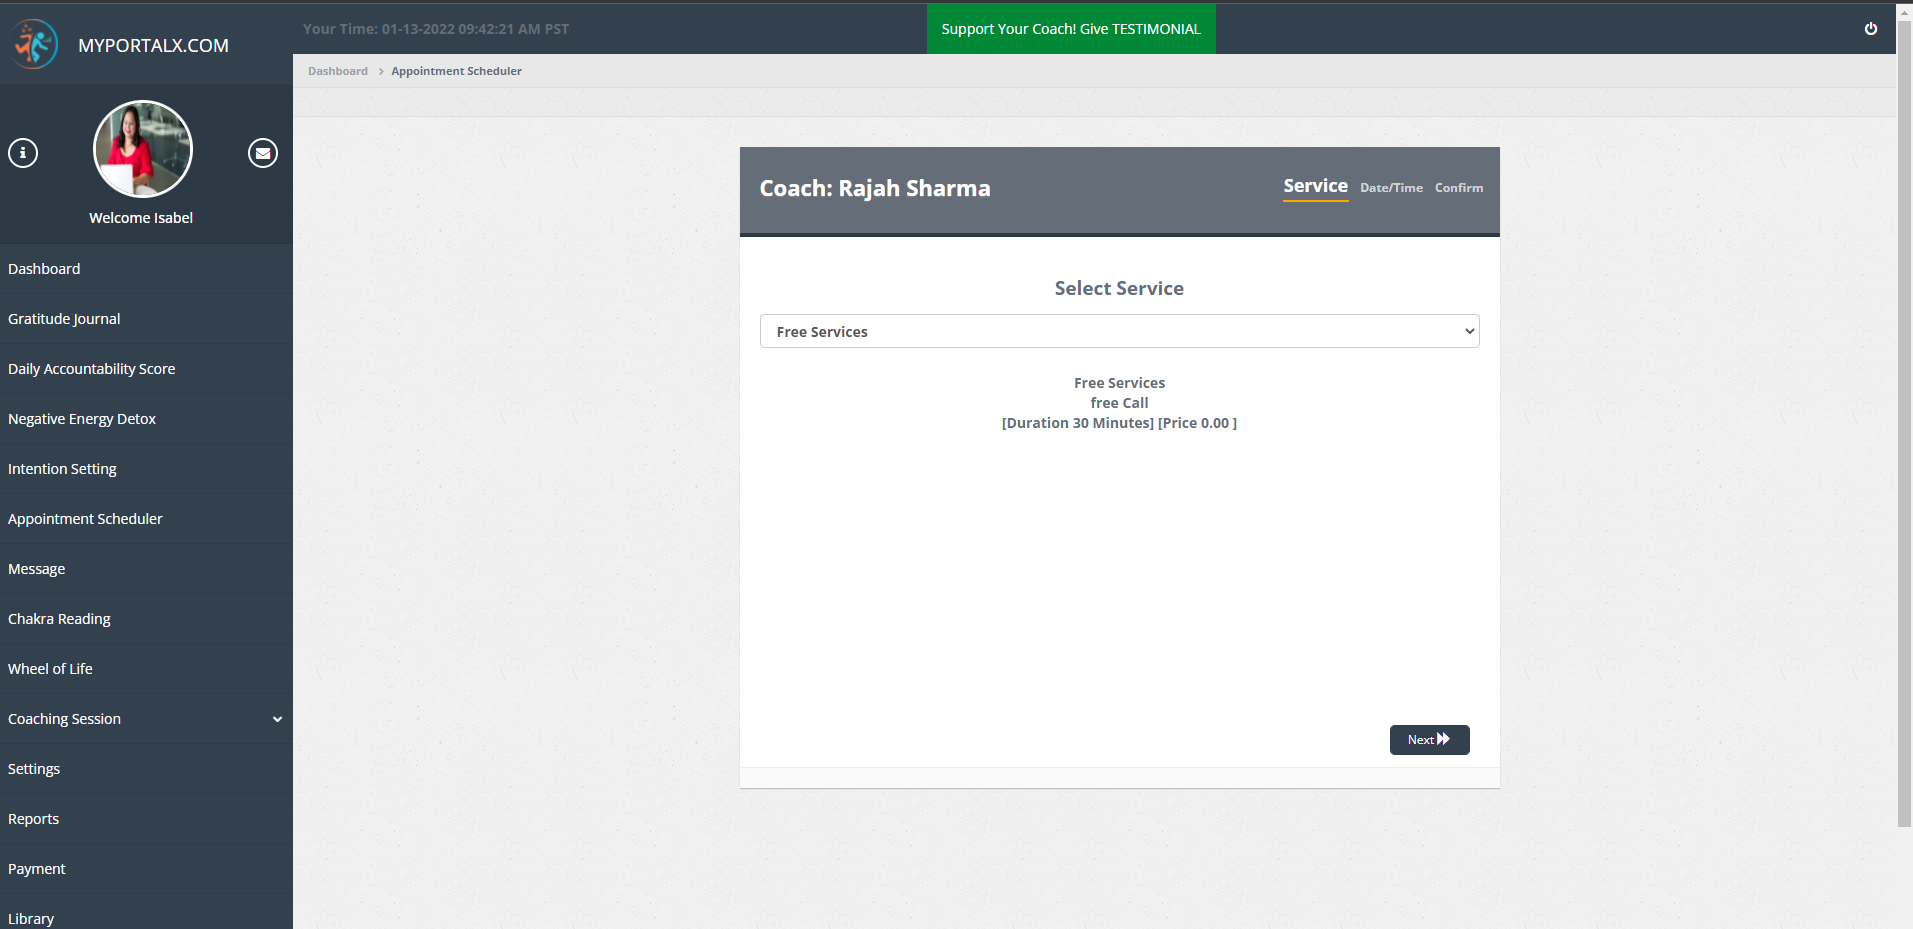 MYPORTALX.COM
Your Time: 01-13-2022 09:42:21 AM PST
Support Your Coach! Give TESTIMONIAL
Dashboard > Appointment Scheduler
Welcome Isabel
Dashboard
Gratitude Journal
Daily Accountability Score
Negative Energy Detox
Intention Setting
Appointment Scheduler
Message
Chakra Reading
Wheel of Life
Coaching Session
Settings
Reports
Payment
Library
Coach: Rajah Sharma
Service Date/Time Confirm
Select Service
Free Services
Free Services
free Call
[Duration 30 Minutes] [Price 0.00 ]
Next